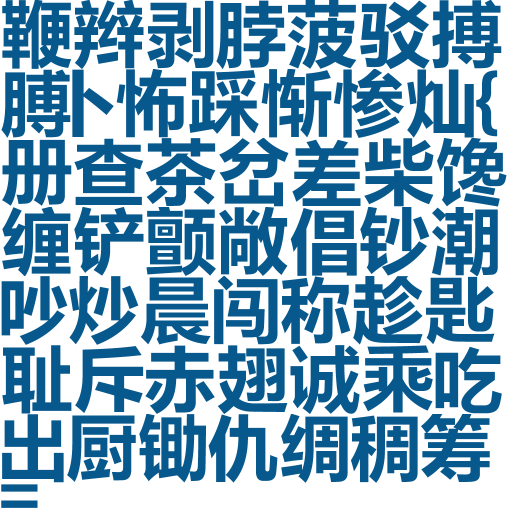 鞭辫剥脖菠驳搏
膊卜怖踩惭惨灿{
册查茶岔差柴馋
缠铲颤敞倡钞潮
吵炒晨闯称趁匙
耻斥赤翅诚乘吃
出厨锄仇绸稠筹
=